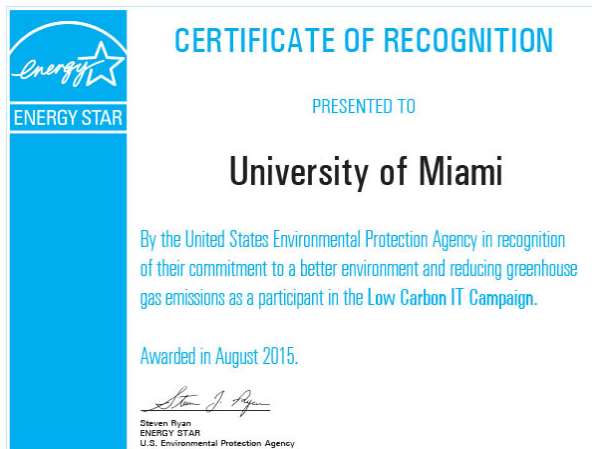 CERTIFICATE OF RECOGNITION
energy
ENERGY STAR
PRESENTED TO
University of Miami
By the United States Environmental Protection Agency in recognition
of their commitment to a better environment and reducing greenhouse
gas emissions as a participant in the Low Carbon IT Campaign.
Awarded in August 2015.
Steven J. Ryan
Steven Ryan
ENERGY STAR
U.S. Environmental Protection Agency